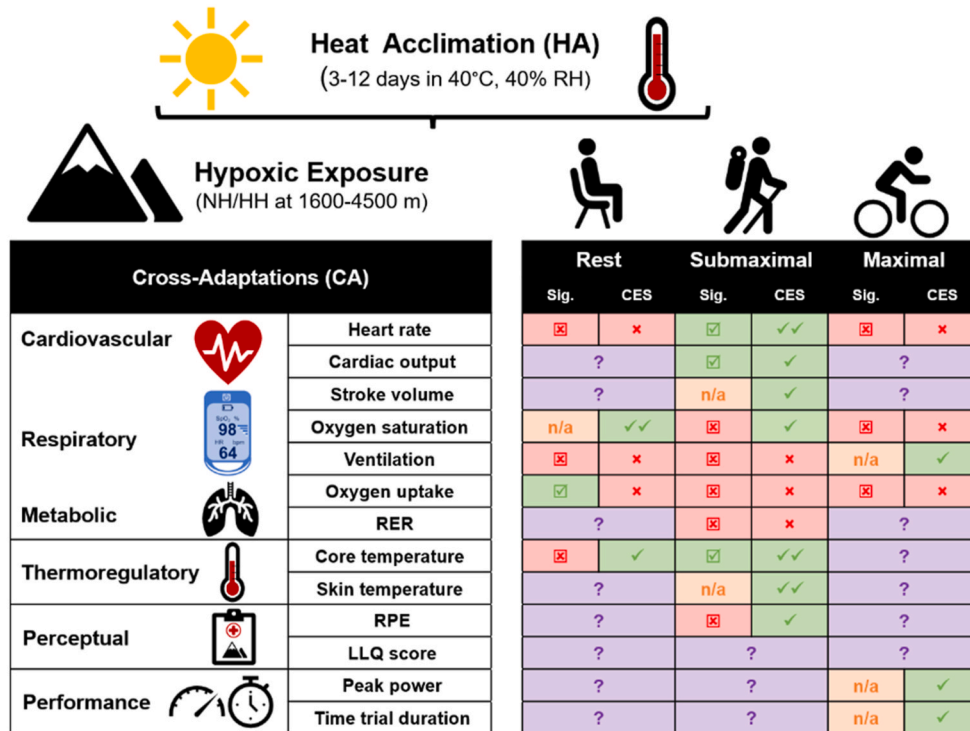 Heat Acclimation (HA)
(3-12 days in 40°C, 40% RH)
Hypoxic Exposure
(NH/HH at 1600-4500 m)
Cross-Adaptations (CA)
Rest Submaximal Maximal
Sig. CES Sig. CES Sig. CES
Cardiovascular
Heart rate ☒ × ☑ ✓✓ ☒ ×
Cardiac output ? ☑ ✓ ?
Stroke volume ? n/a ✓ ?
Respiratory
SpO₂ %
98
HR bpm
64
Oxygen saturation n/a ✓✓ ☒ ✓ ☒ ×
Ventilation ☒ × ☒ × n/a ✓
Metabolic
Oxygen uptake ☑ × ☒ × ☒ ×
RER ? ☒ × ?
Thermoregulatory
Core temperature ☒ ✓ ☑ ✓✓ ?
Skin temperature ? n/a ✓✓ ?
Perceptual
RPE ? ☒ ✓ ?
LLQ score ? ? ?
Performance
Peak power ? ? n/a ✓
Time trial duration ? ? n/a ✓